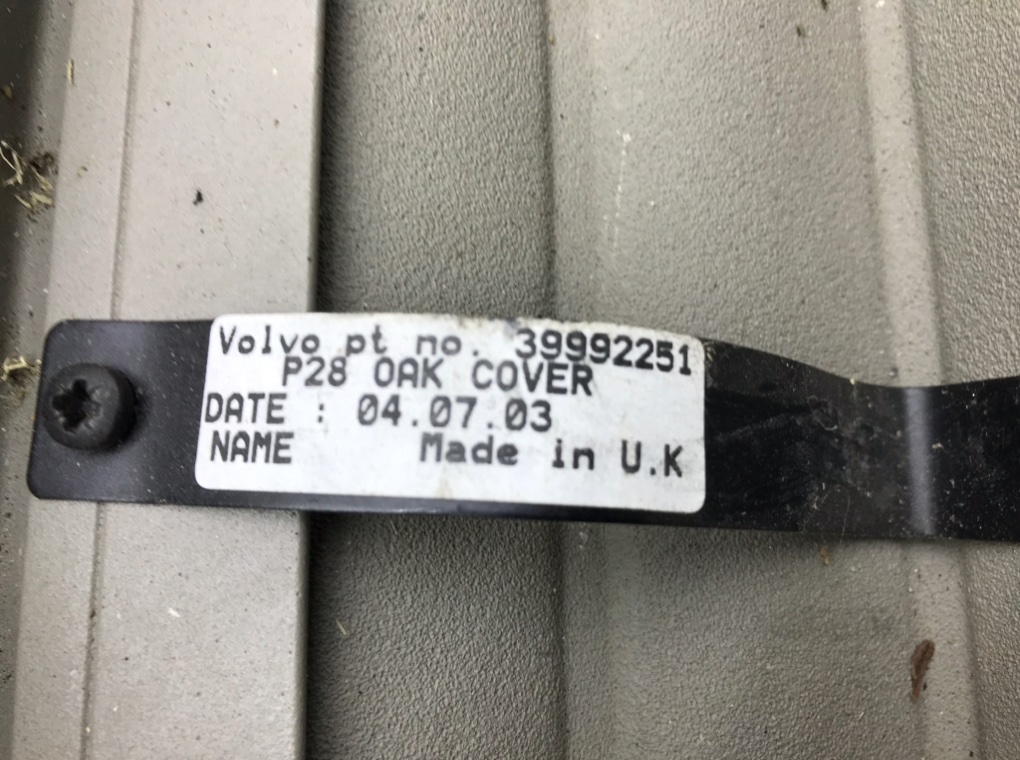 Volvo pt no. 39992251
P28 OAK COVER
DATE : 04.07.03
NAME Made in U.K